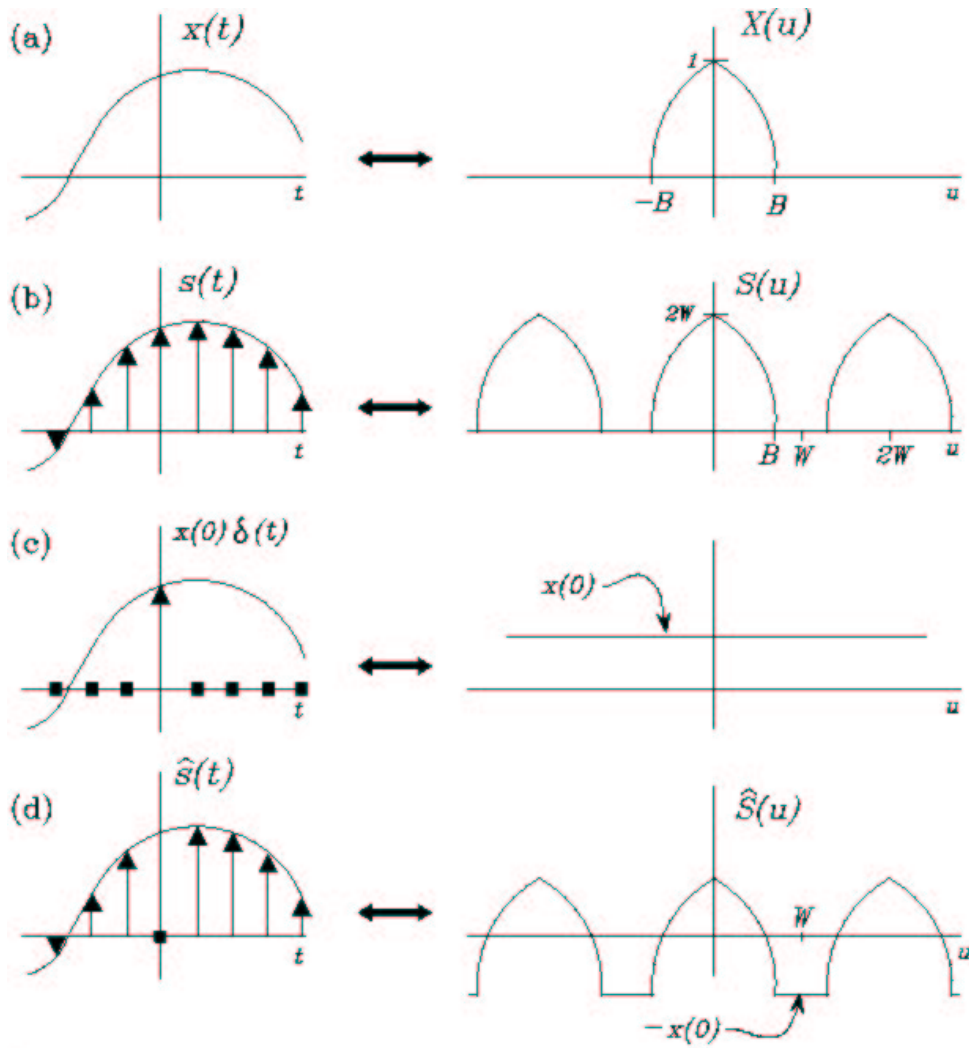 (a)
x(t)
t
X(u)
1
−B
B
u
(b)
s(t)
t
S(u)
2W
B
W
2W
u
(c)
x(0)δ(t)
t
x(0)
u
(d)
ŝ(t)
t
Ŝ(u)
W
u
−x(0)